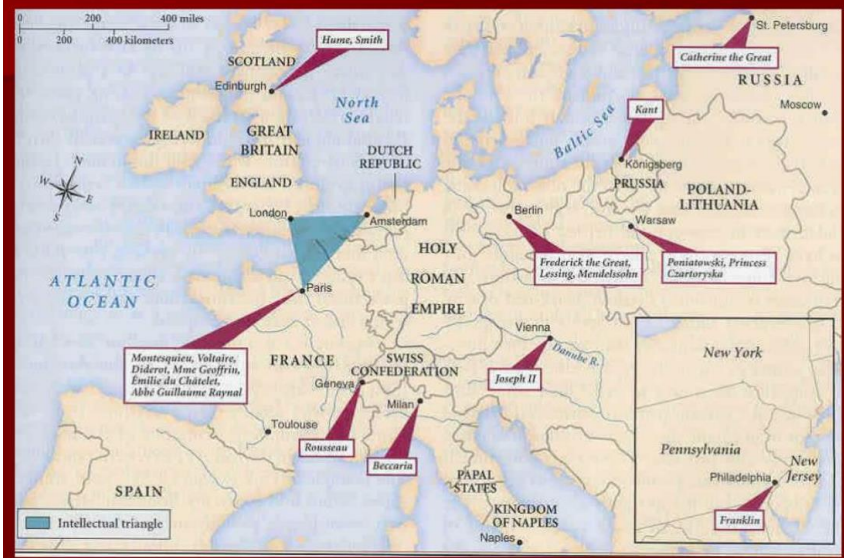 0 200 400 miles
0 200 400 kilometers
Hume, Smith
St. Petersburg
Catherine the Great
SCOTLAND
RUSSIA
Edinburgh
North
Sea
Moscow
Kant
Baltic Sea
IRELAND
GREAT
BRITAIN
DUTCH
REPUBLIC
Königsberg
PRUSSIA
POLAND-
LITHUANIA
N
W
E
S
ENGLAND
London
Amsterdam
Berlin
Warsaw
HOLY
ROMAN
EMPIRE
Frederick the Great,
Lessing, Mendelssohn
Poniatowski, Princess
Czartoryska
ATLANTIC
OCEAN
Paris
Vienna
Danube R.
Montesquieu, Voltaire,
Diderot, Mme Geoffrin,
Émilie du Châtelet,
Abbé Guillaume Raynal
FRANCE
SWISS
CONFEDERATION
Joseph II
Geneva
Milan
Toulouse
Rousseau
Beccaria
PAPAL
STATES
SPAIN
KINGDOM
OF NAPLES
Naples
Intellectual triangle
New York
Pennsylvania
New
Jersey
Philadelphia
Franklin